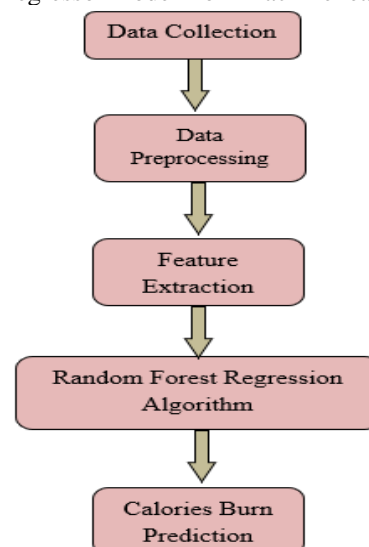 Data Collection
Data
Preprocessing
Feature
Extraction
Random Forest Regression
Algorithm
Calories Burn
Prediction